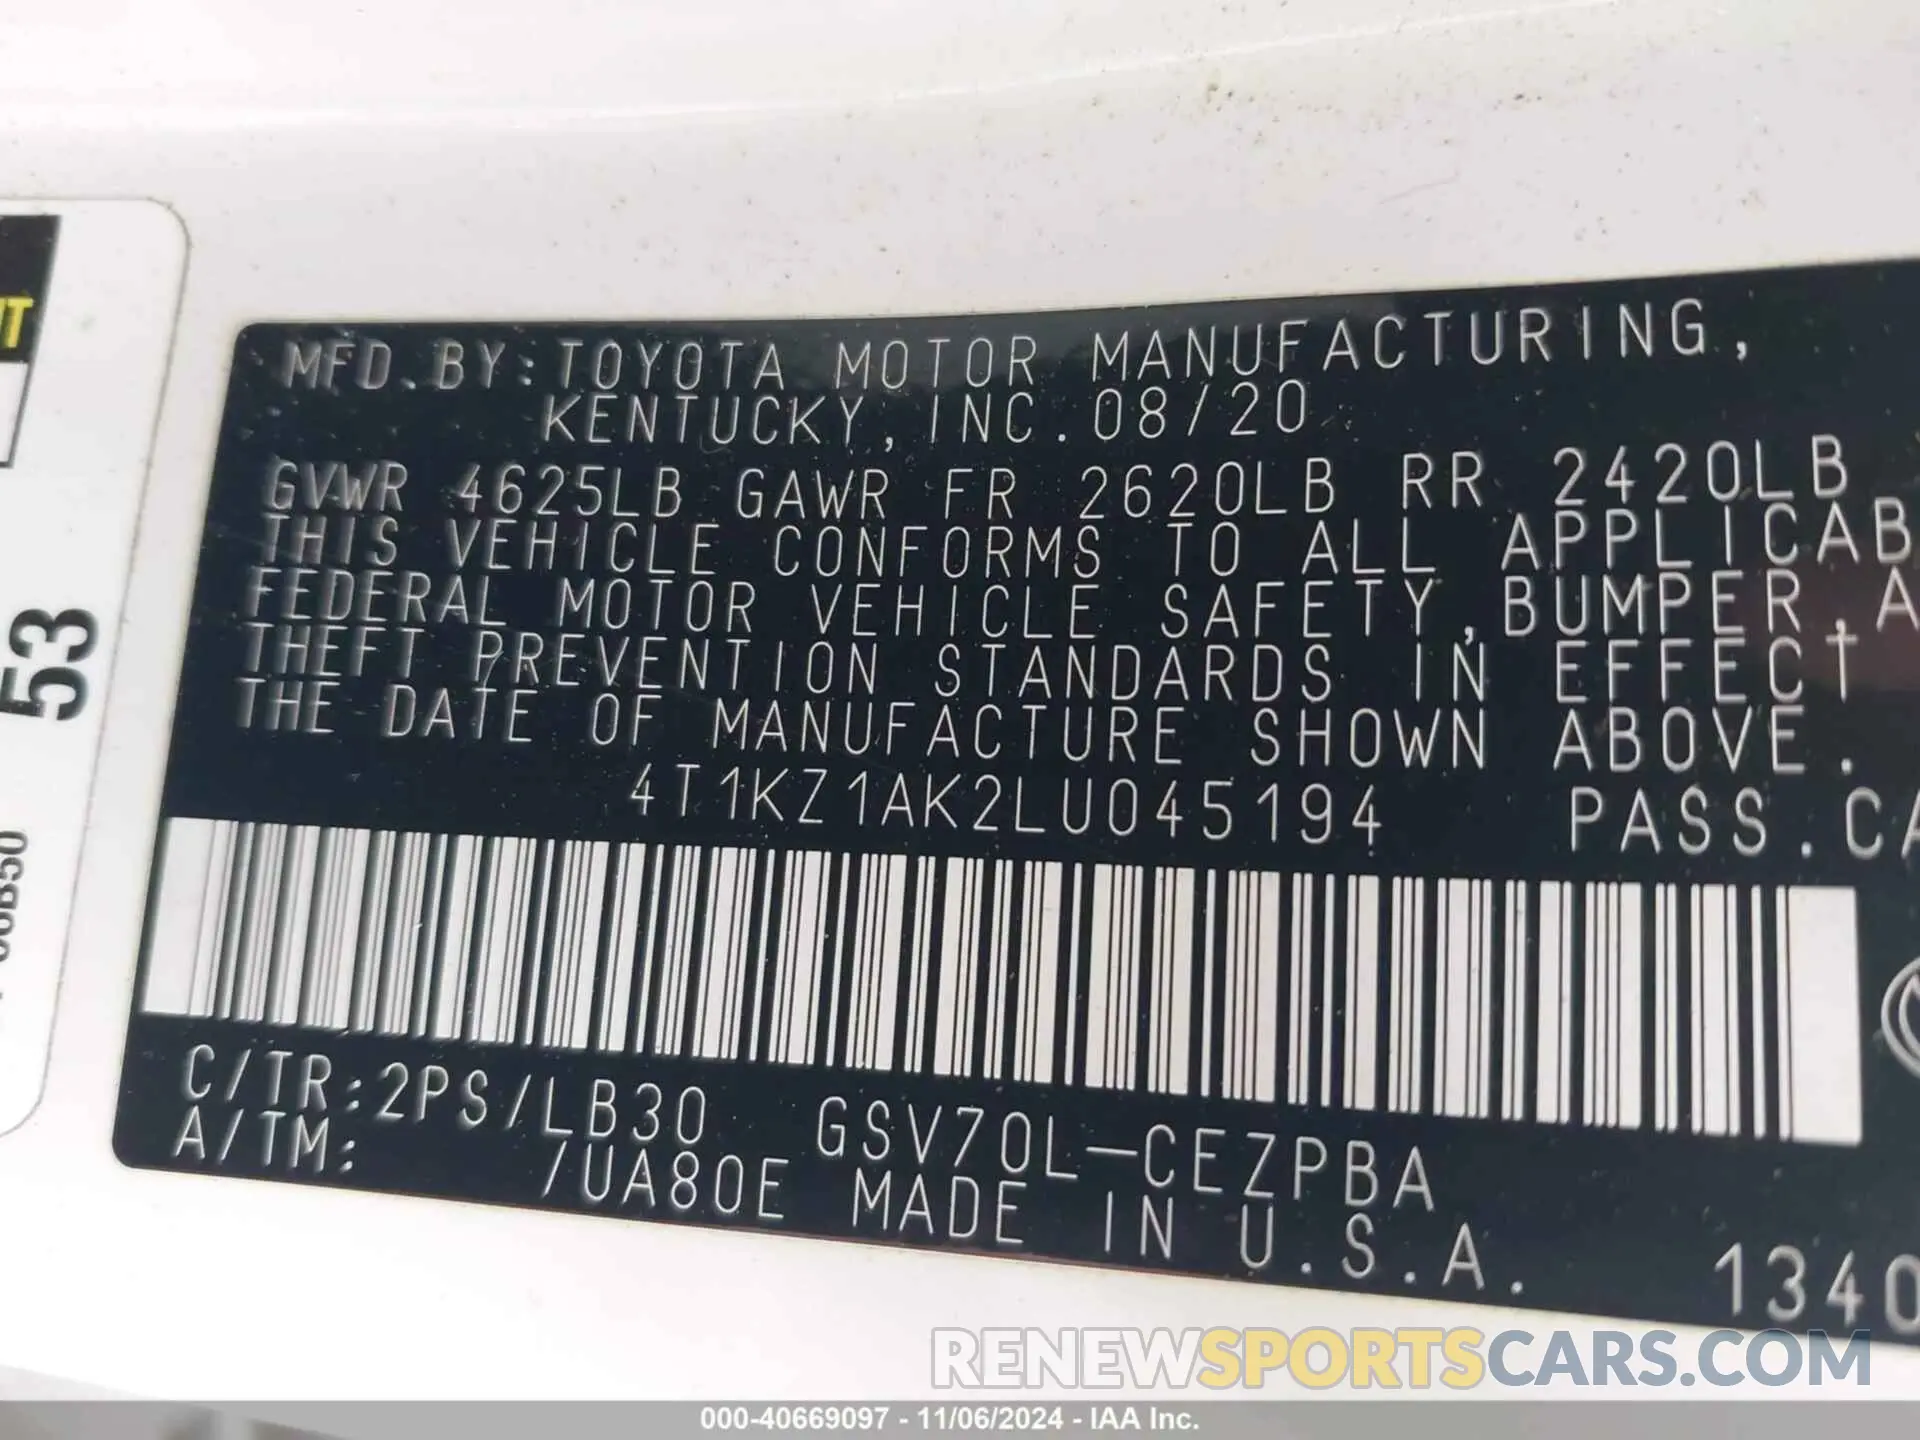 MFD.BY:TOYOTA MOTOR MANUFACTURING,
KENTUCKY, INC. 08/20
GVWR 4625LB GAWR FR 2620LB RR 2420LB
THIS VEHICLE CONFORMS TO ALL APPLICAB
FEDERAL MOTOR VEHICLE SAFETY,BUMPER,A
THEFT PREVENTION STANDARDS IN EFFECT
THE DATE OF MANUFACTURE SHOWN ABOVE.
4T1KZ1AK2LU045194 PASS.CA
C/TR:2PS/LB30 GSV70L-CEZPBA
A/TM: /UA80E MADE IN U.S.A.
1340
53
IT
RENEWSPORTSCARS.COM
000-40669097 - 11/06/2024 - IAA Inc.